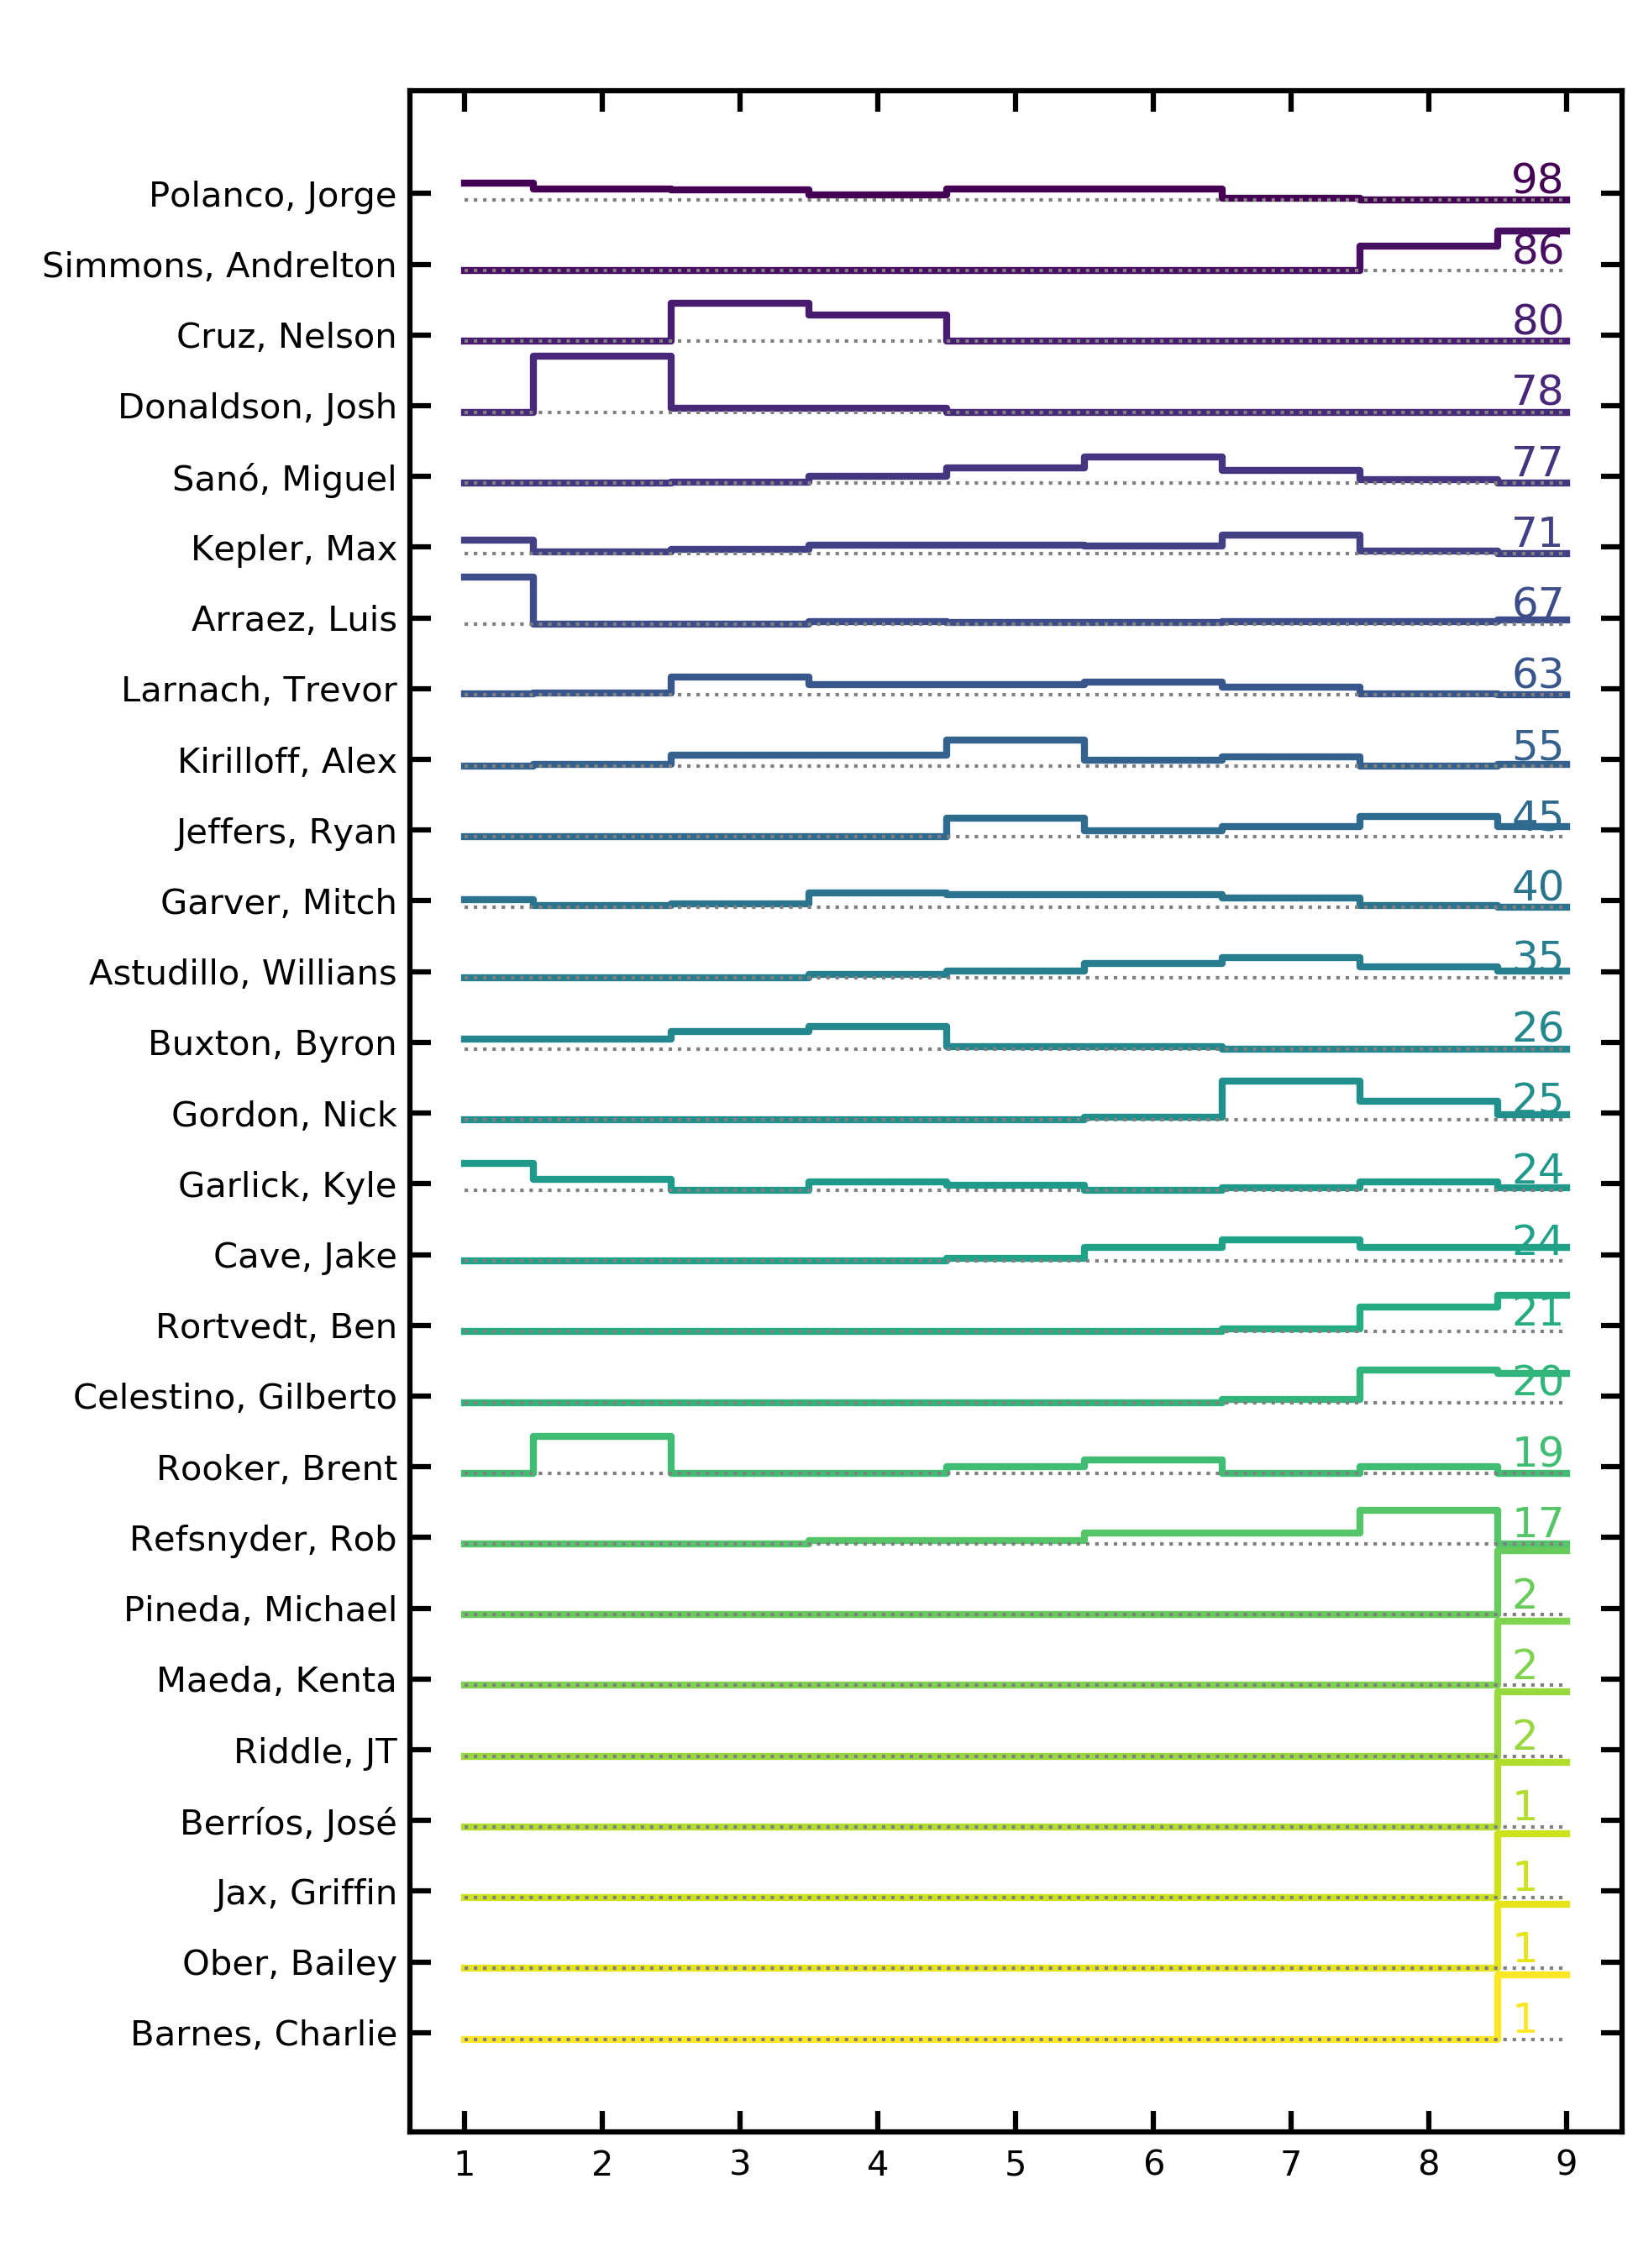 Polanco, Jorge 98
Simmons, Andrelton 86
Cruz, Nelson 80
Donaldson, Josh 78
Sanó, Miguel 77
Kepler, Max 71
Arraez, Luis 67
Larnach, Trevor 63
Kirilloff, Alex 55
Jeffers, Ryan 45
Garver, Mitch 40
Astudillo, Willians 35
Buxton, Byron 26
Gordon, Nick 25
Garlick, Kyle 24
Cave, Jake 24
Rortvedt, Ben 21
Celestino, Gilberto 20
Rooker, Brent 19
Refsnyder, Rob 17
Pineda, Michael 2
Maeda, Kenta 2
Riddle, JT 2
Berríos, José 1
Jax, Griffin 1
Ober, Bailey 1
Barnes, Charlie 1
1 2 3 4 5 6 7 8 9